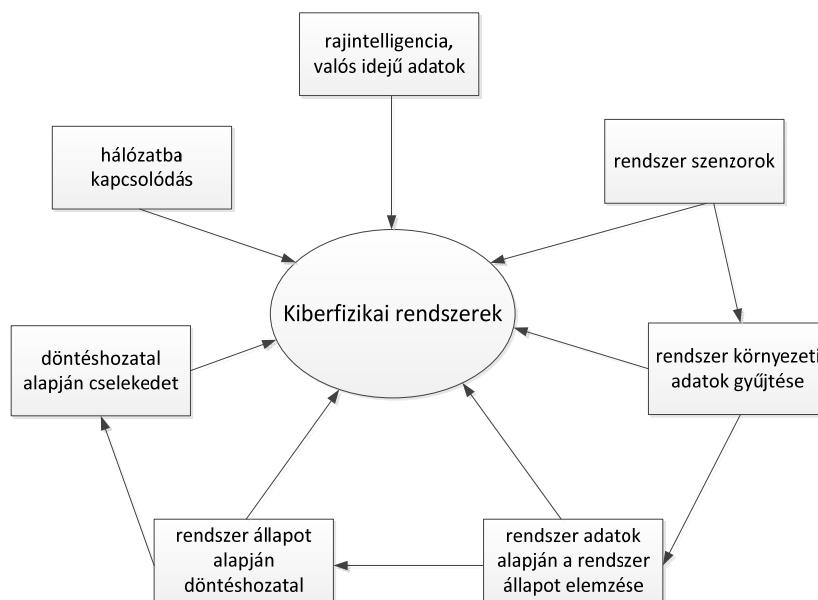 rajintelligencia,
valós idejű adatok
hálózatba
kapcsolódás
rendszer szenzorok
Kiberfizikai rendszerek
döntéshozatal
alapján cselekedet
rendszer környezeti
adatok gyűjtése
rendszer állapot
alapján
döntéshozatal
rendszer adatok
alapján a rendszer
állapot elemzése